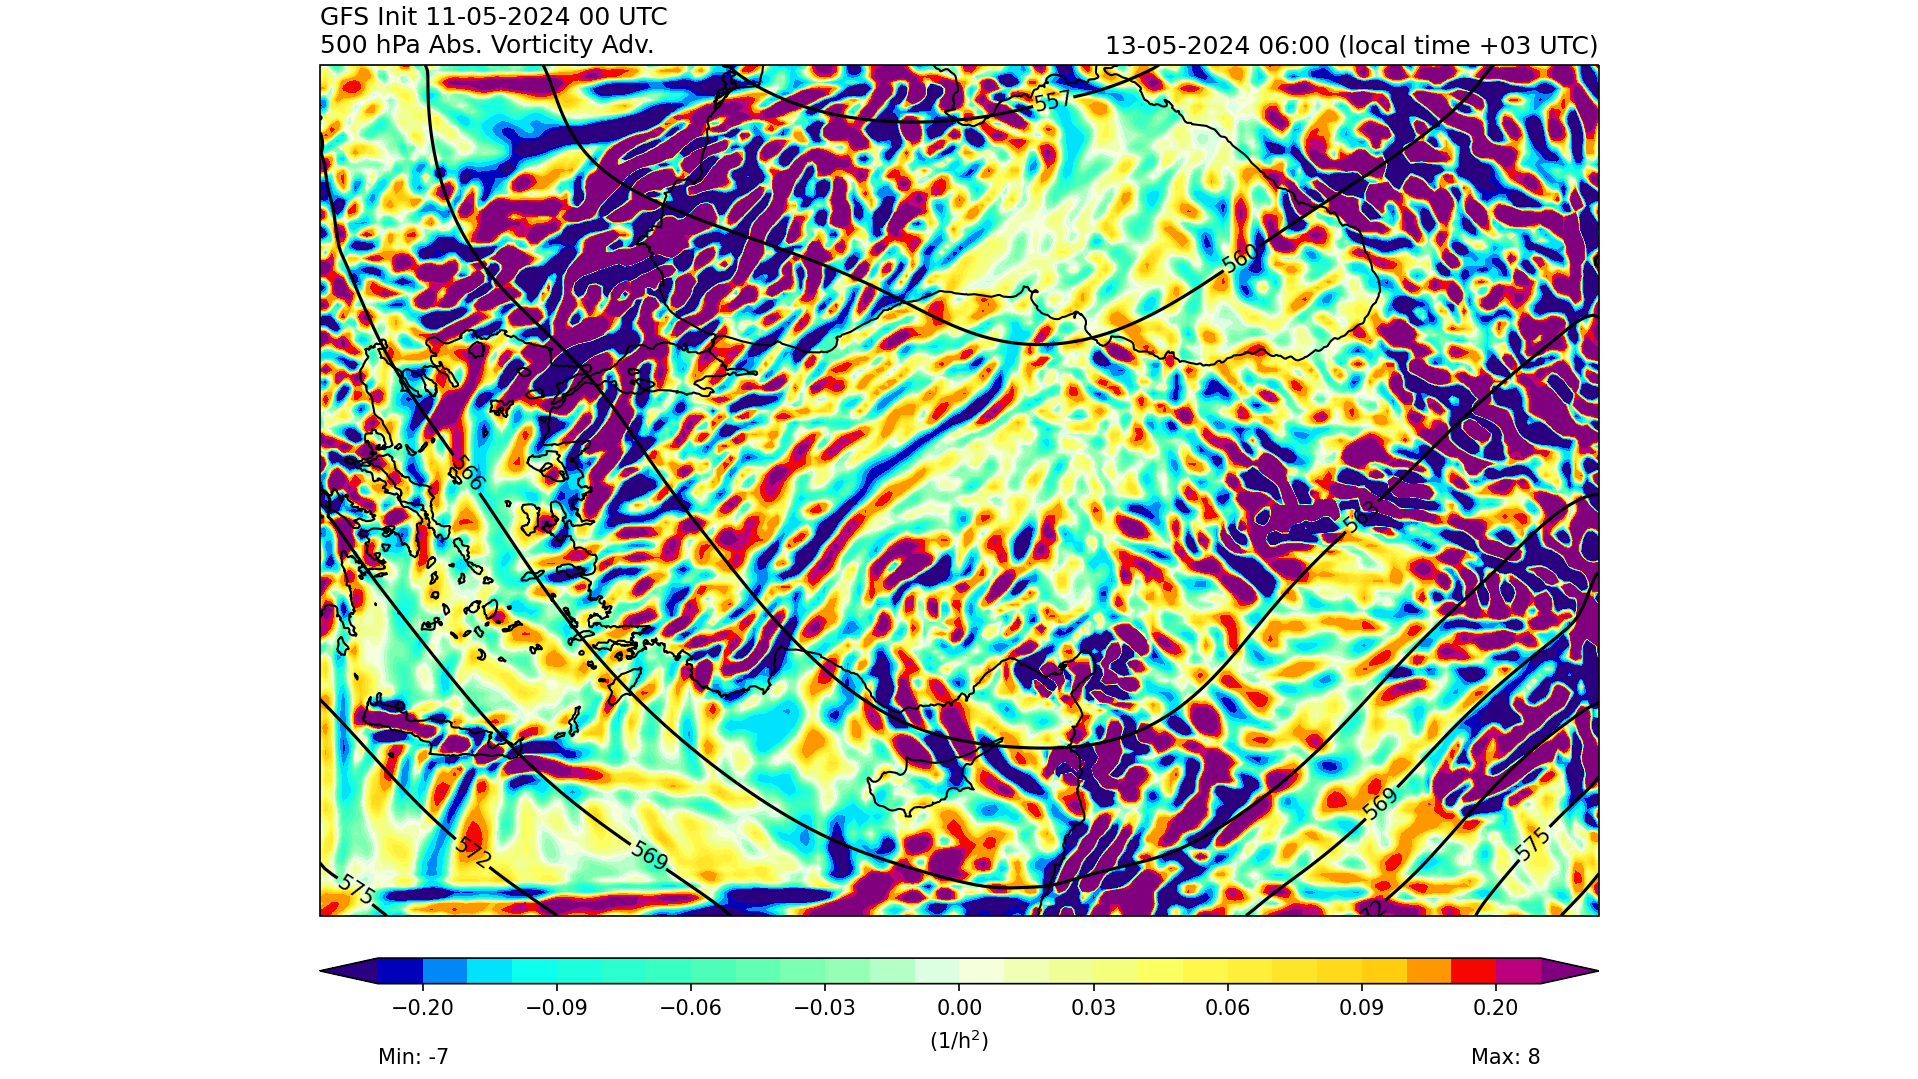 GFS Init 11-05-2024 00 UTC
500 hPa Abs. Vorticity Adv.
13-05-2024 06:00 (local time +03 UTC)
557
560
566
563
569
575
572
569
575
72
−0.20 −0.09 −0.06 −0.03 0.00 0.03 0.06 0.09 0.20
(1/h²)
Min: -7
Max: 8